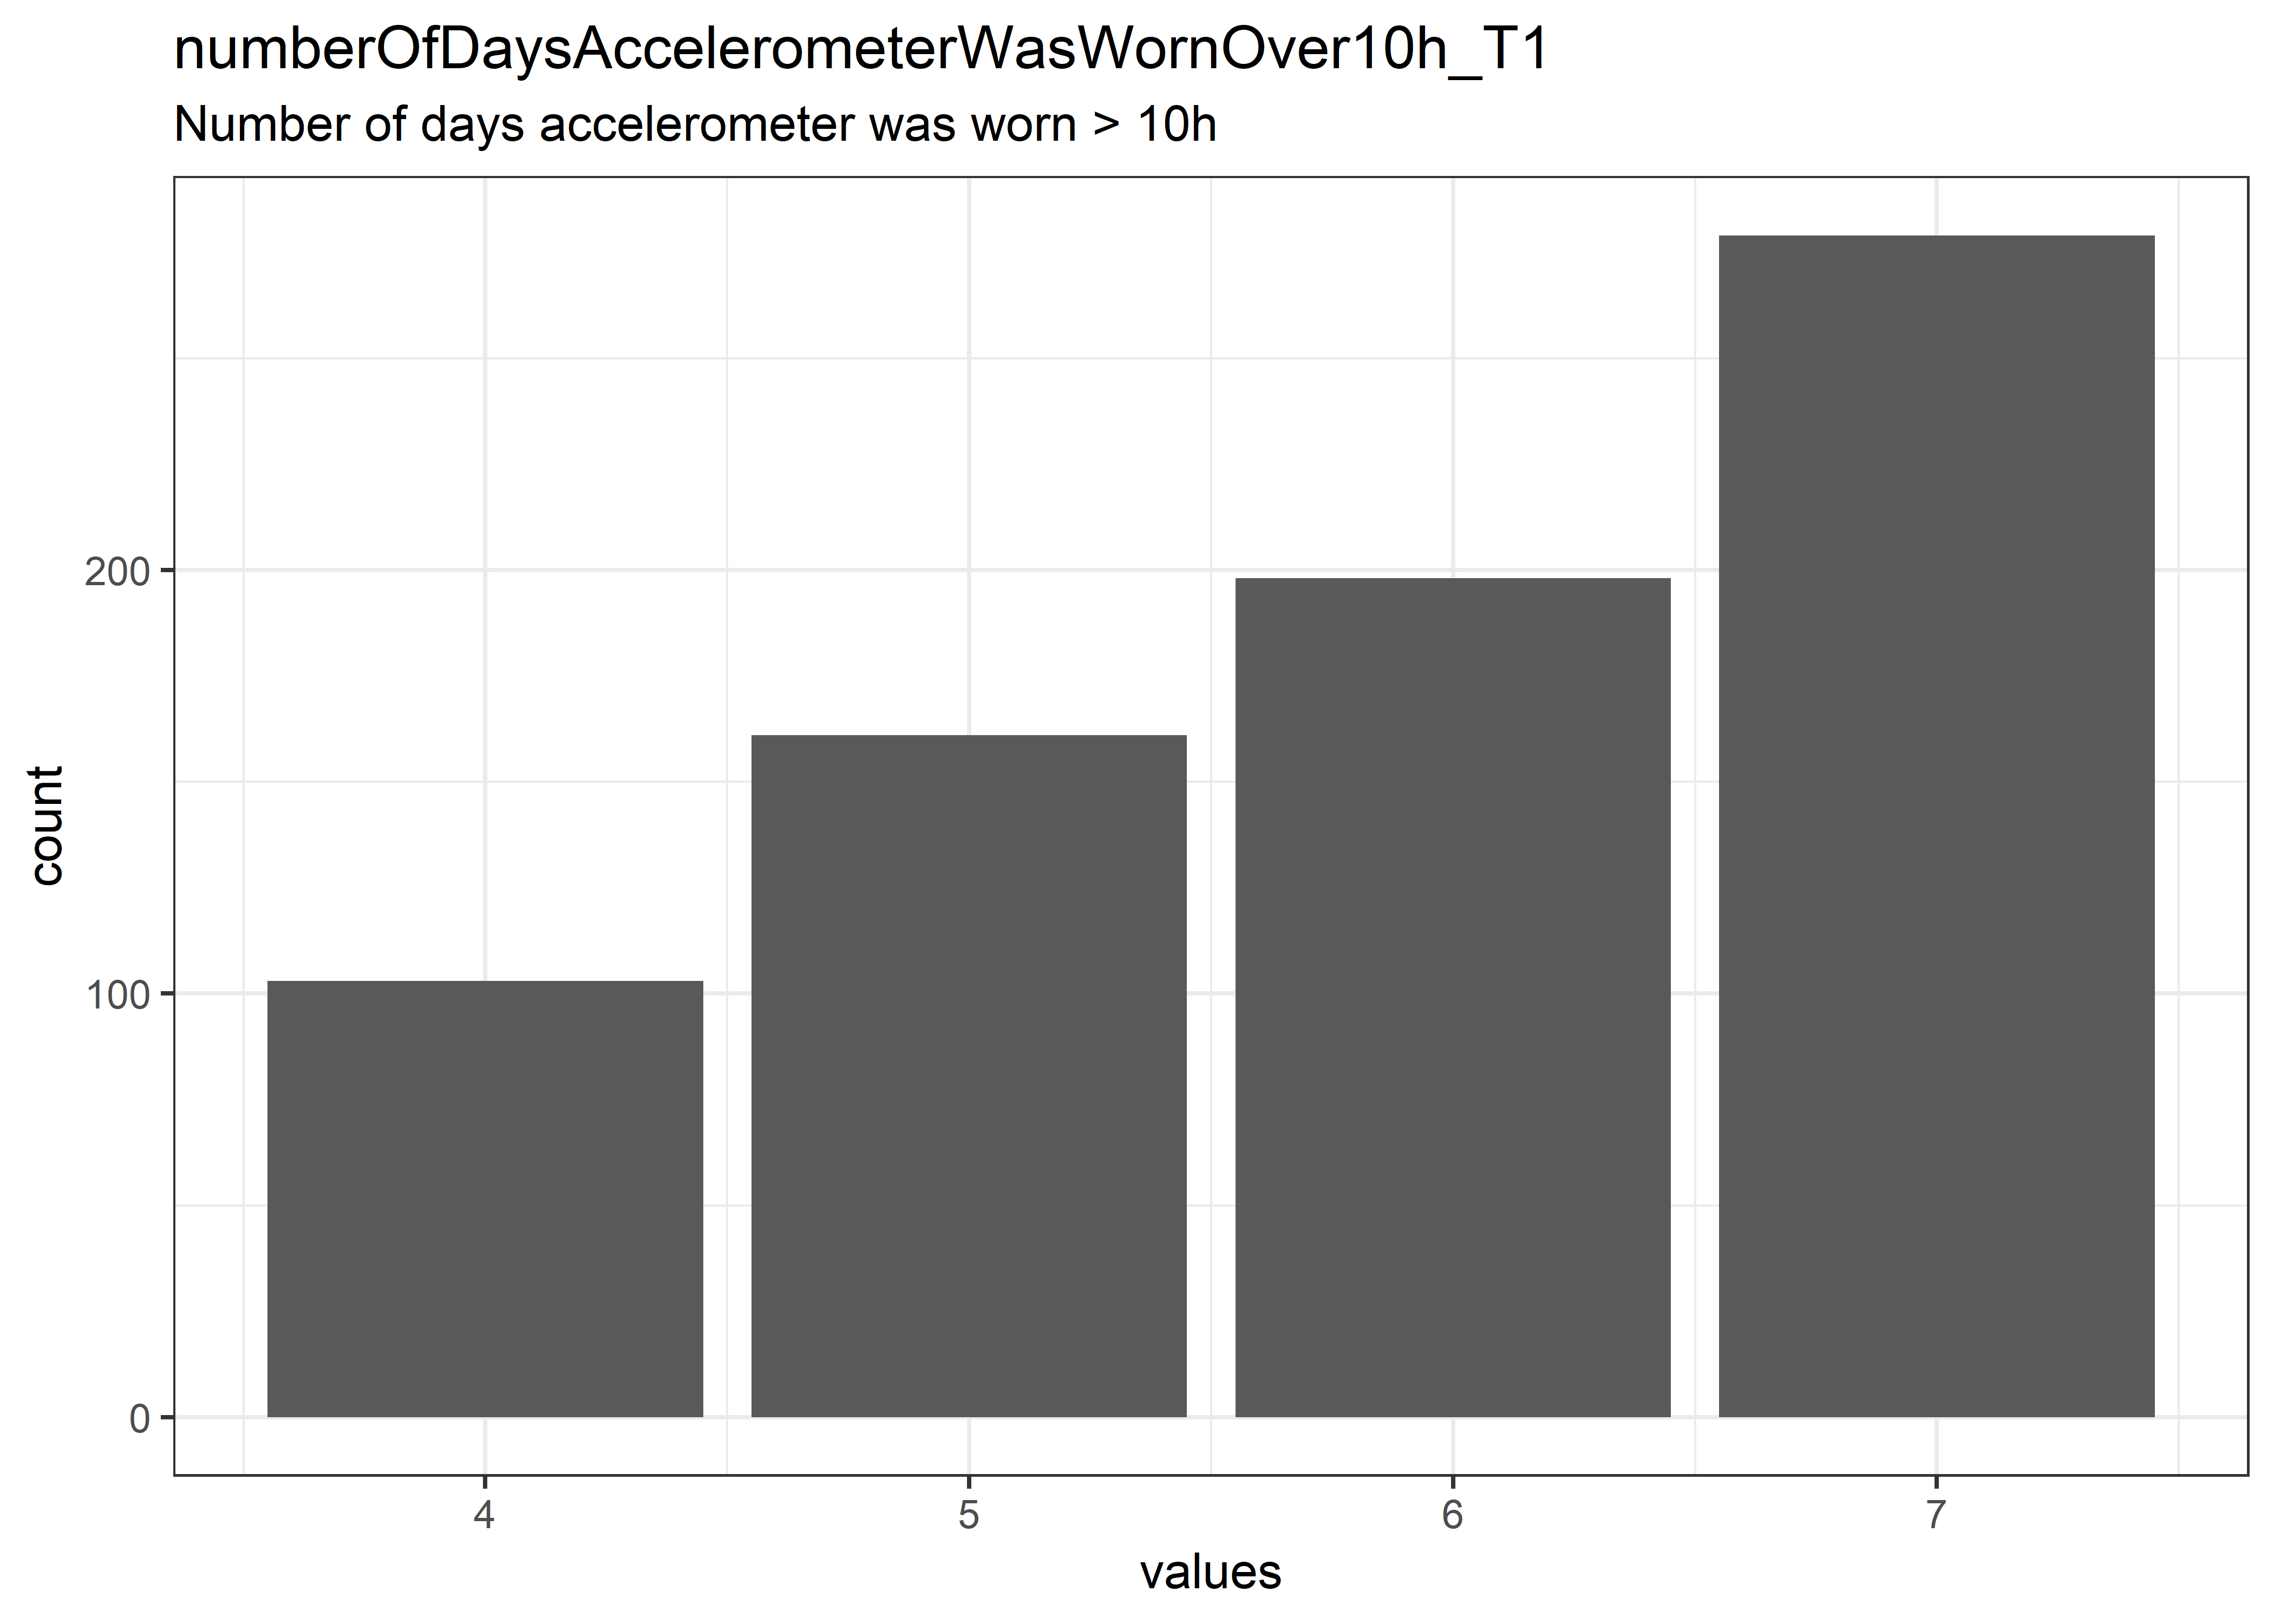 numberOfDaysAccelerometerWasWornOver10h_T1
Number of days accelerometer was worn > 10h
200
100
0
count
4 5 6 7
values